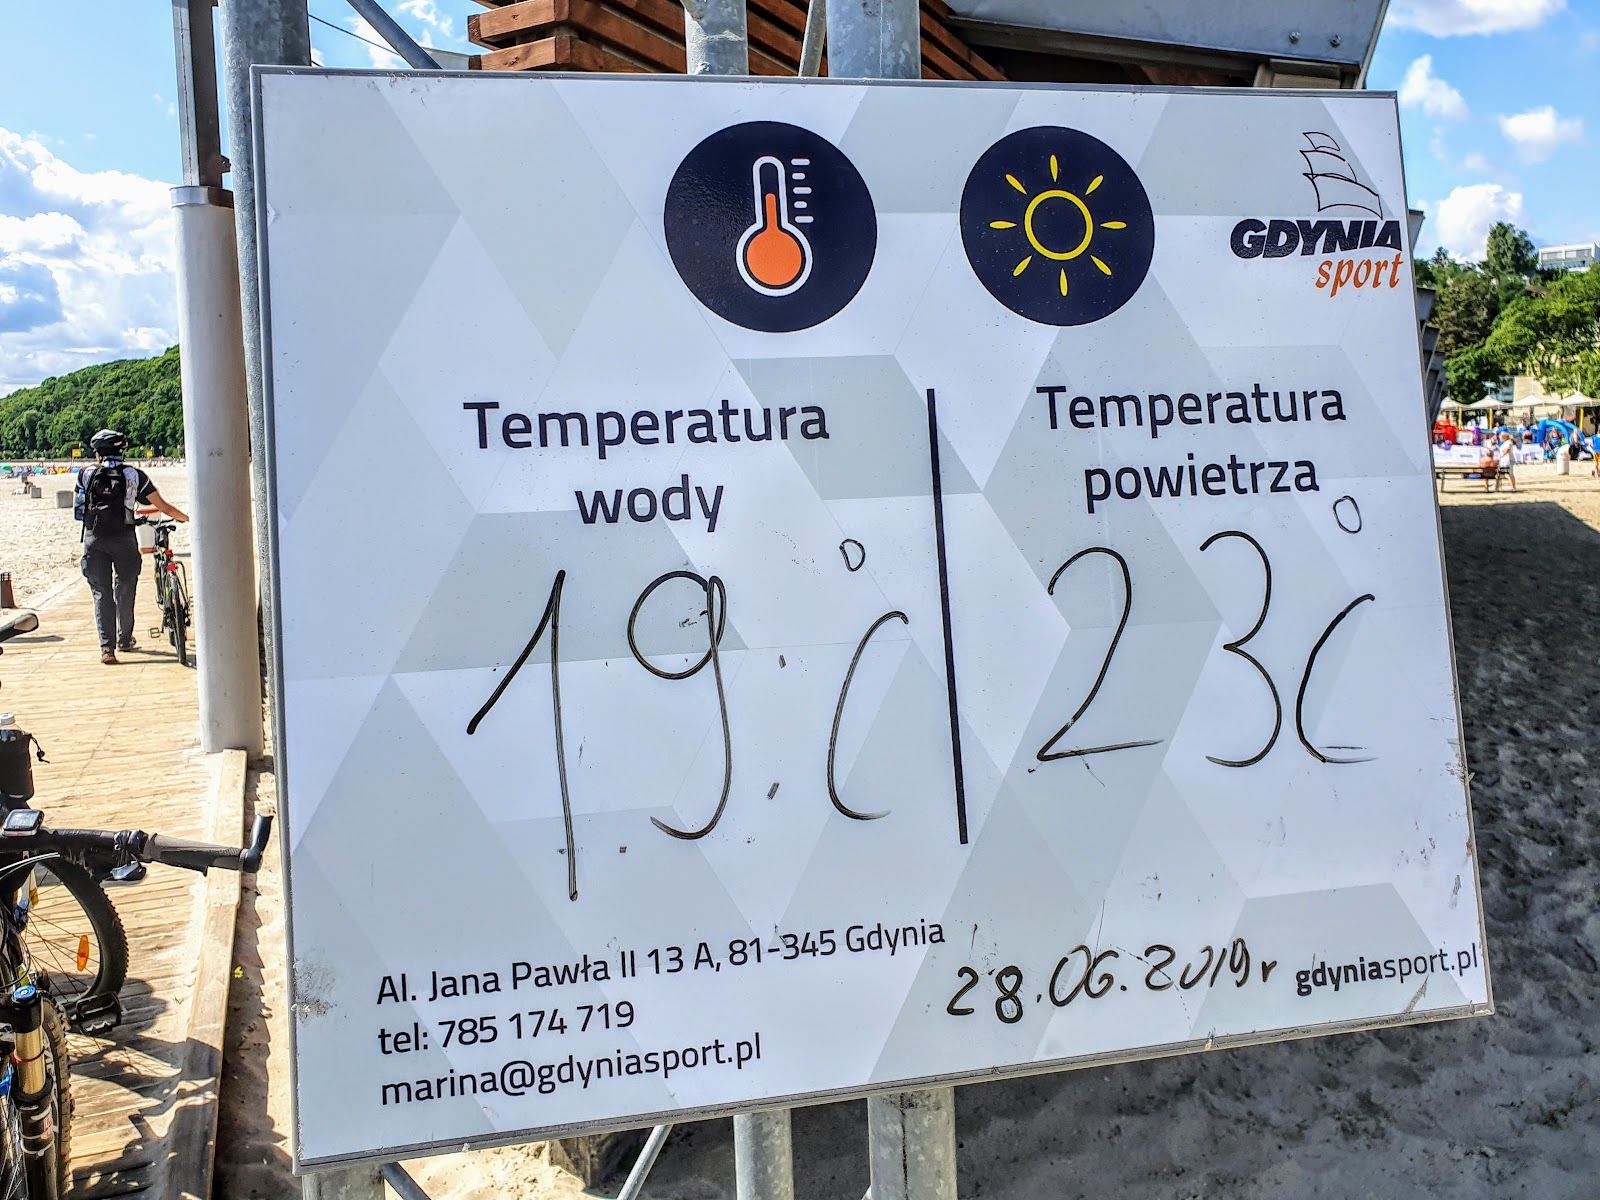 GDYNIA
sport
Temperatura
wody
19°C
Temperatura
powietrza
23°C
Al. Jana Pawła II 13 A, 81-345 Gdynia
tel: 785 174 719
marina@gdyniasport.pl
28.06.2019r
gdyniasport.pl